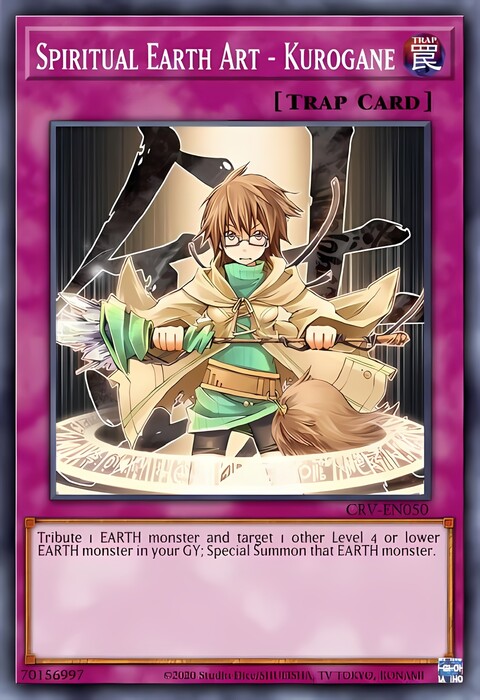 SPIRITUAL EARTH ART - KUROGANE
TRAP
罠
[TRAP CARD]
CRV-EN050
Tribute 1 EARTH monster and target 1 other Level 4 or lower
EARTH monster in your GY; Special Summon that EARTH monster.
70156997
©2020 Studio Dice/SHUEISHA, TV TOKYO, KONAMI